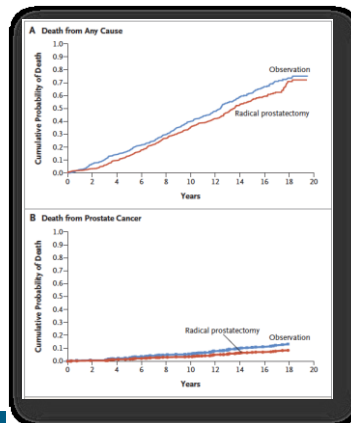 A Death from Any Cause
Cumulative Probability of Death
1.0
0.9
0.8
0.7
0.6
0.5
0.4
0.3
0.2
0.1
0.0
Observation
Radical prostatectomy
0 2 4 6 8 10 12 14 16 18 20
Years
B Death from Prostate Cancer
Cumulative Probability of Death
1.0
0.9
0.8
0.7
0.6
0.5
0.4
0.3
0.2
0.1
0.0
Radical prostatectomy
Observation
0 2 4 6 8 10 12 14 16 18 20
Years